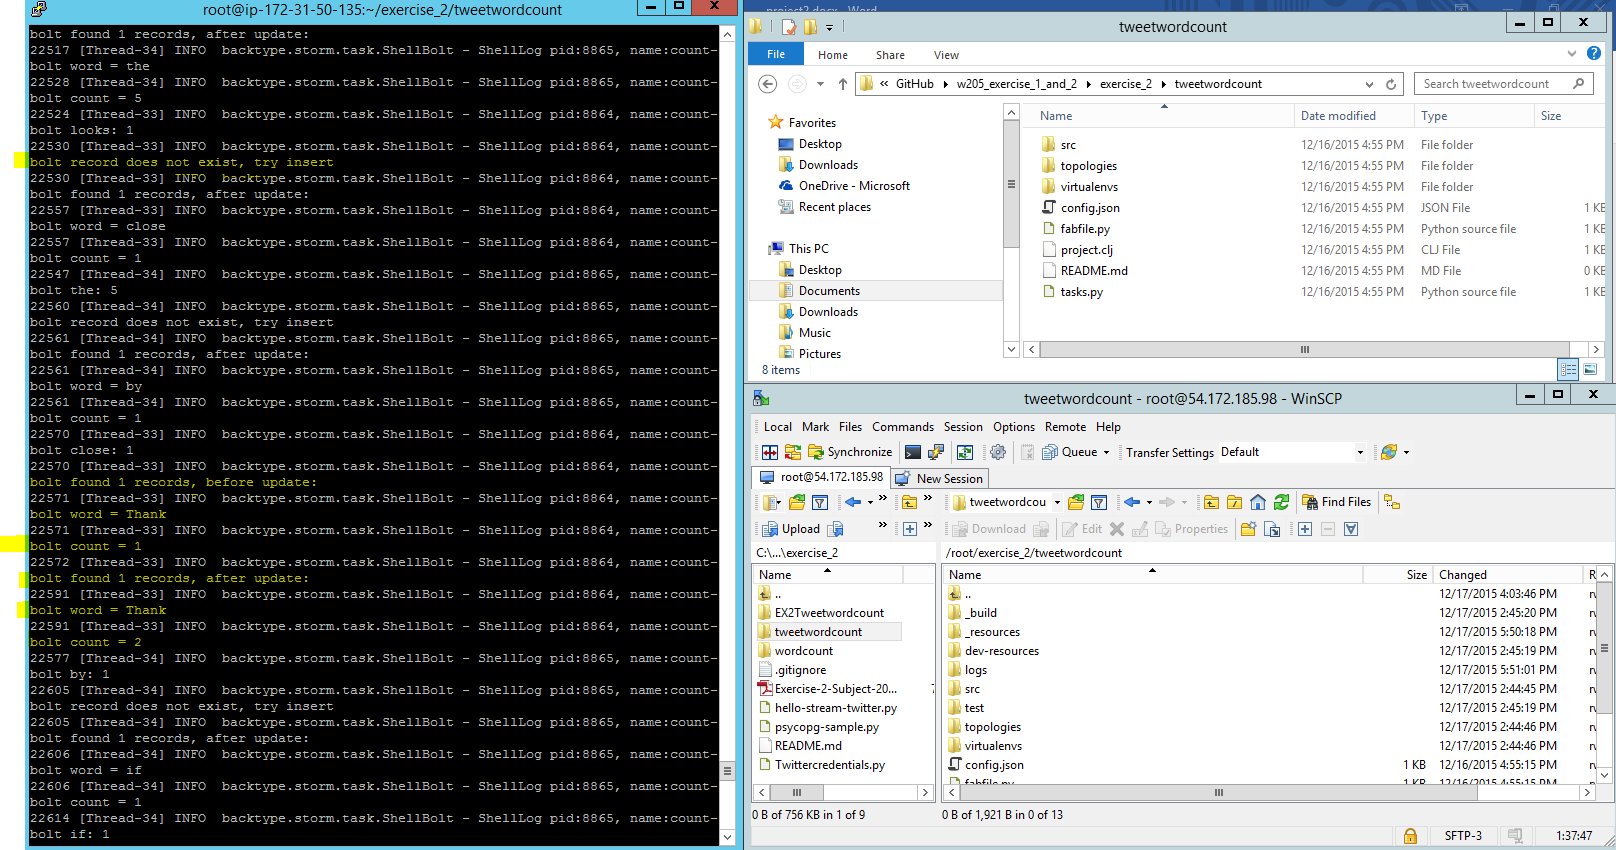 root@ip-172-31-50-135:~/exercise_2/tweetwordcount
bolt found 1 records, after update:
22517 [Thread-34] INFO  backtype.storm.task.ShellBolt - ShellLog pid:8865, name:count-
bolt word = the
22528 [Thread-34] INFO  backtype.storm.task.ShellBolt - ShellLog pid:8865, name:count-
bolt count = 5
22524 [Thread-33] INFO  backtype.storm.task.ShellBolt - ShellLog pid:8864, name:count-
bolt looks: 1
22530 [Thread-33] INFO  backtype.storm.task.ShellBolt - ShellLog pid:8864, name:count-
bolt record does not exist, try insert
22530 [Thread-33] INFO  backtype.storm.task.ShellBolt - ShellLog pid:8864, name:count-
bolt found 1 records, after update:
22557 [Thread-33] INFO  backtype.storm.task.ShellBolt - ShellLog pid:8864, name:count-
bolt word = close
22557 [Thread-33] INFO  backtype.storm.task.ShellBolt - ShellLog pid:8864, name:count-
bolt count = 1
22547 [Thread-34] INFO  backtype.storm.task.ShellBolt - ShellLog pid:8865, name:count-
bolt the: 5
22560 [Thread-34] INFO  backtype.storm.task.ShellBolt - ShellLog pid:8865, name:count-
bolt record does not exist, try insert
22561 [Thread-34] INFO  backtype.storm.task.ShellBolt - ShellLog pid:8865, name:count-
bolt found 1 records, after update:
22561 [Thread-34] INFO  backtype.storm.task.ShellBolt - ShellLog pid:8865, name:count-
bolt word = by
22561 [Thread-34] INFO  backtype.storm.task.ShellBolt - ShellLog pid:8865, name:count-
bolt count = 1
22570 [Thread-33] INFO  backtype.storm.task.ShellBolt - ShellLog pid:8864, name:count-
bolt close: 1
22570 [Thread-33] INFO  backtype.storm.task.ShellBolt - ShellLog pid:8864, name:count-
bolt found 1 records, before update:
22571 [Thread-33] INFO  backtype.storm.task.ShellBolt - ShellLog pid:8864, name:count-
bolt word = Thank
22571 [Thread-33] INFO  backtype.storm.task.ShellBolt - ShellLog pid:8864, name:count-
bolt count = 1
22572 [Thread-33] INFO  backtype.storm.task.ShellBolt - ShellLog pid:8864, name:count-
bolt found 1 records, after update:
22591 [Thread-33] INFO  backtype.storm.task.ShellBolt - ShellLog pid:8864, name:count-
bolt word = Thank
22591 [Thread-33] INFO  backtype.storm.task.ShellBolt - ShellLog pid:8864, name:count-
bolt count = 2
22577 [Thread-34] INFO  backtype.storm.task.ShellBolt - ShellLog pid:8865, name:count-
bolt by: 1
22605 [Thread-34] INFO  backtype.storm.task.ShellBolt - ShellLog pid:8865, name:count-
bolt record does not exist, try insert
22605 [Thread-34] INFO  backtype.storm.task.ShellBolt - ShellLog pid:8865, name:count-
bolt found 1 records, after update:
22606 [Thread-34] INFO  backtype.storm.task.ShellBolt - ShellLog pid:8865, name:count-
bolt word = if
22606 [Thread-34] INFO  backtype.storm.task.ShellBolt - ShellLog pid:8865, name:count-
bolt count = 1
22614 [Thread-34] INFO  backtype.storm.task.ShellBolt - ShellLog pid:8865, name:count-
bolt if: 1
project2.docx - Word
tweetwordcount
File Home Share View
« GitHub w205_exercise_1_and_2 exercise_2 tweetwordcount Search tweetwordcount
Favorites
Desktop
Downloads
OneDrive - Microsoft
Recent places
This PC
Desktop
Documents
Downloads
Music
Pictures
Name Date modified Type Size
src 12/16/2015 4:55 PM File folder
topologies 12/16/2015 4:55 PM File folder
virtualenvs 12/16/2015 4:55 PM File folder
config.json 12/16/2015 4:55 PM JSON File 1 KB
fabfile.py 12/16/2015 4:55 PM Python source file 1 KB
project.clj 12/16/2015 4:55 PM CLJ File 1 KB
README.md 12/16/2015 4:55 PM MD File 0 KB
tasks.py 12/16/2015 4:55 PM Python source file 1 KB
8 items
tweetwordcount - root@54.172.185.98 - WinSCP
Local Mark Files Commands Session Options Remote Help
Synchronize Queue Transfer Settings Default
root@54.172.185.98 New Session
tweetwordcou Find Files
Upload Download Edit Properties
C:\...\exercise_2
Name
..
EX2Tweetwordcount
tweetwordcount
wordcount
.gitignore
Exercise-2-Subject-20... 7
hello-stream-twitter.py
psycopg-sample.py
README.md
Twittercredentials.py
0 B of 756 KB in 1 of 9
/root/exercise_2/tweetwordcount
Name Size Changed R
.. 12/17/2015 4:03:46 PM rv
_build 12/17/2015 2:45:20 PM rv
_resources 12/17/2015 5:50:18 PM rv
dev-resources 12/17/2015 2:45:19 PM rv
logs 12/17/2015 5:51:01 PM rv
src 12/17/2015 2:44:45 PM rv
test 12/17/2015 2:45:19 PM rv
topologies 12/17/2015 2:44:46 PM rv
virtualenvs 12/17/2015 2:44:46 PM rv
config.json 1 KB 12/16/2015 4:55:15 PM rv
fabfile.py 1 KB 12/16/2015 4:55:15 PM rv
0 B of 1,921 B in 0 of 13
SFTP-3 1:37:47